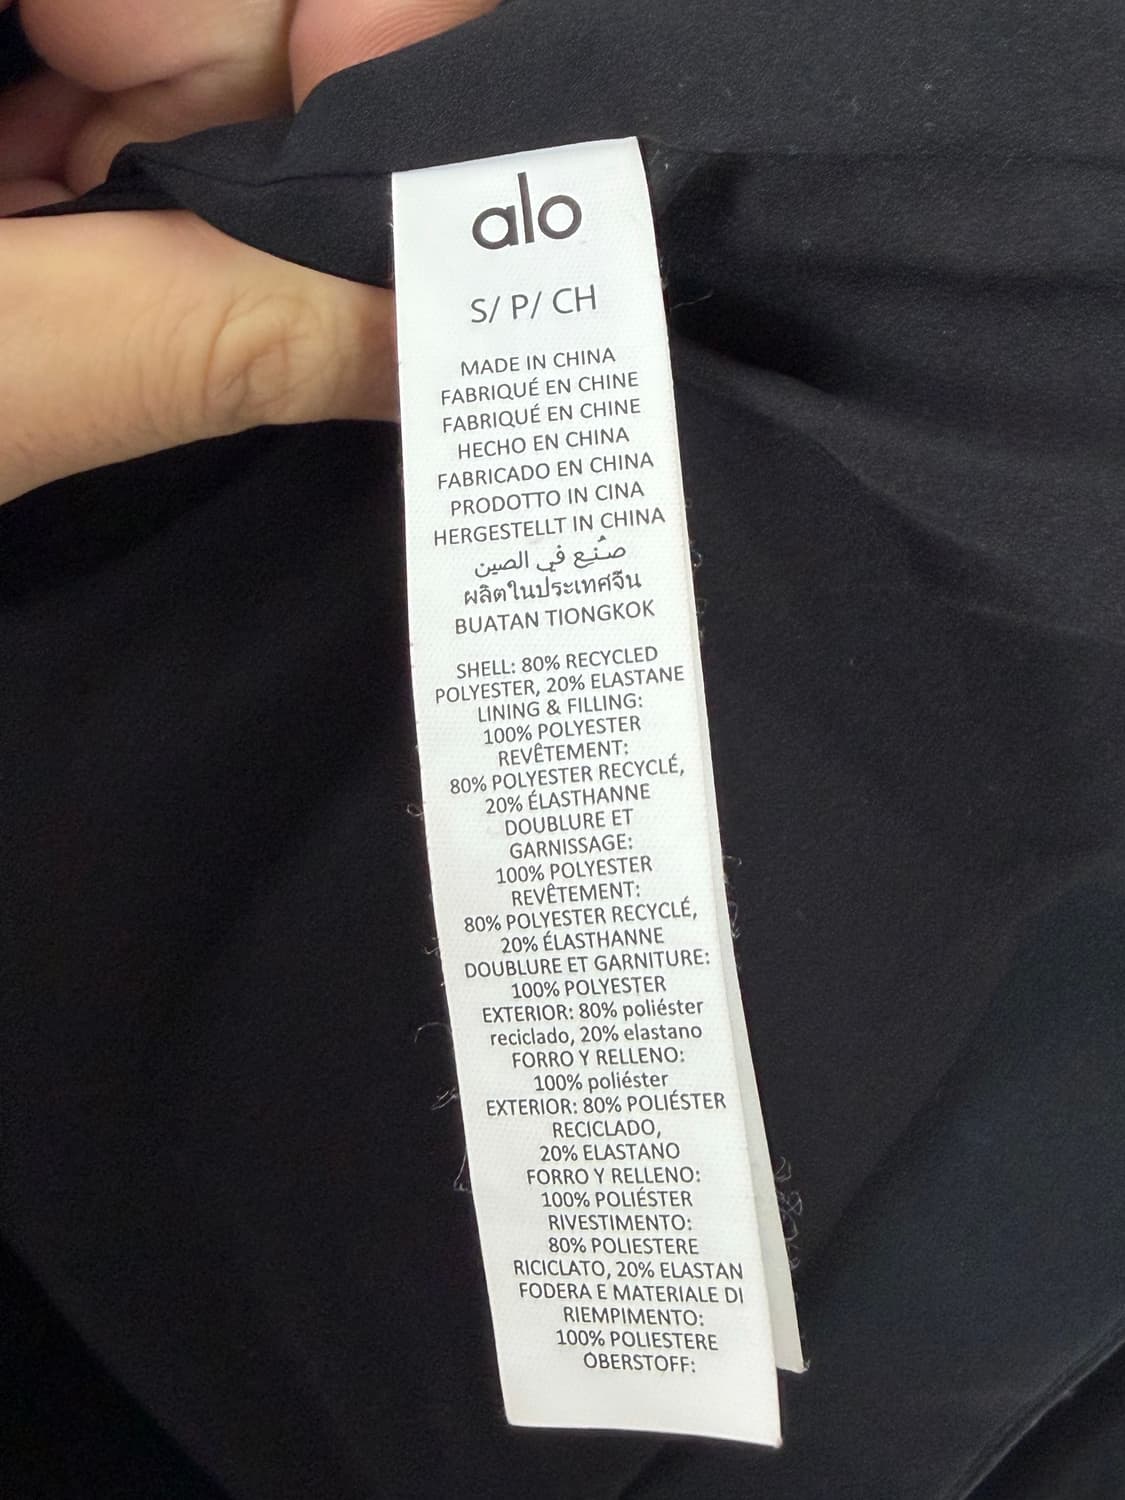 alo
S/ P/ CH
MADE IN CHINA
FABRIQUÉ EN CHINE
FABRIQUÉ EN CHINE
HECHO EN CHINA
FABRICADO EN CHINA
PRODOTTO IN CINA
HERGESTELLT IN CHINA
صُنع في الصين
ผลิตในประเทศจีน
BUATAN TIONGKOK
SHELL: 80% RECYCLED
POLYESTER, 20% ELASTANE
LINING & FILLING:
100% POLYESTER
REVÊTEMENT:
80% POLYESTER RECYCLÉ,
20% ÉLASTHANNE
DOUBLURE ET
GARNISSAGE:
100% POLYESTER
REVÊTEMENT:
80% POLYESTER RECYCLÉ,
20% ÉLASTHANNE
DOUBLURE ET GARNITURE:
100% POLYESTER
EXTERIOR: 80% poliéster
reciclado, 20% elastano
FORRO Y RELLENO:
100% poliéster
EXTERIOR: 80% POLIÉSTER
RECICLADO,
20% ELASTANO
FORRO Y RELLENO:
100% POLIÉSTER
RIVESTIMENTO:
80% POLIESTERE
RICICLATO, 20% ELASTAN
FODERA E MATERIALE DI
RIEMPIMENTO:
100% POLIESTERE
OBERSTOFF: